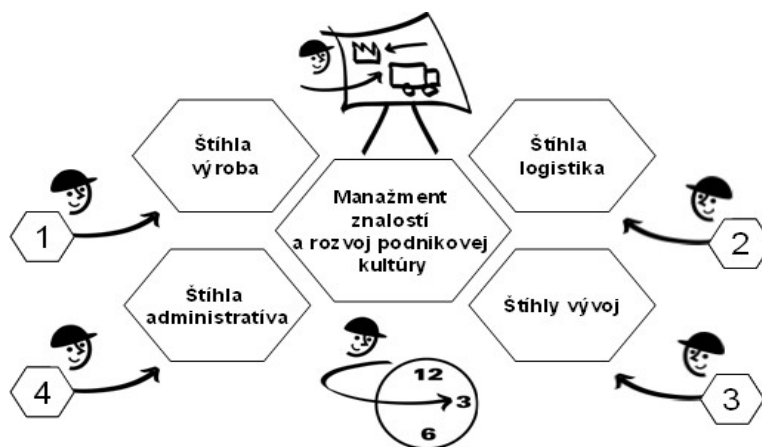 Štíhla
výroba
Štíhla
logistika
Manažment
znalostí
a rozvoj podnikovej
kultúry
1
2
Štíhla
administratíva
Štíhly vývoj
4
3
12
3
6